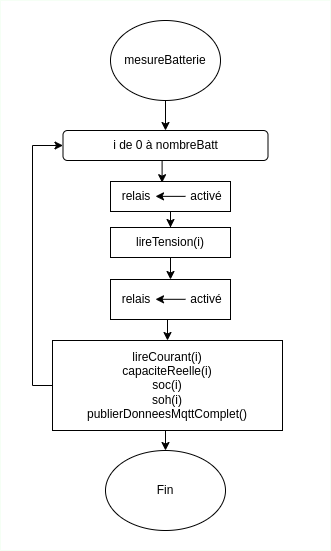 mesureBatterie
i de 0 à nombreBatt
relais ← activé
lireTension(i)
relais ← activé
lireCourant(i)
capaciteReelle(i)
soc(i)
soh(i)
publierDonneesMqttComplet()
Fin